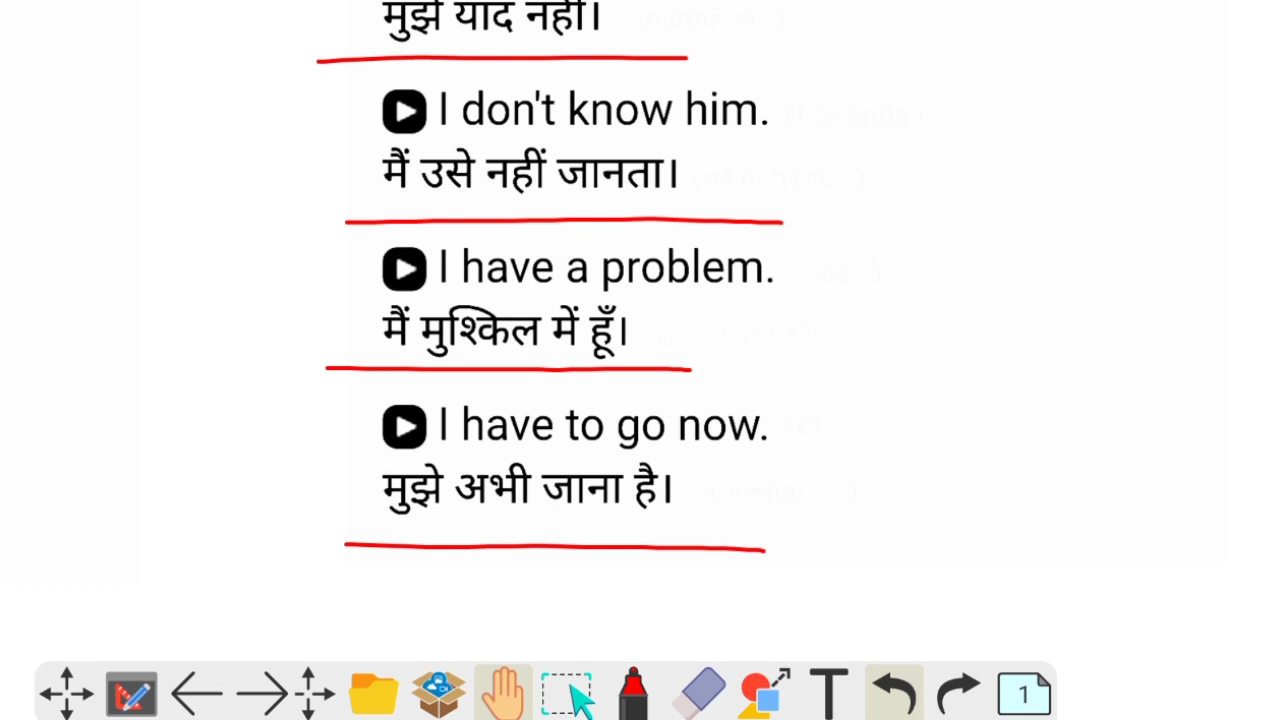 मुझे याद नहीं।
I don't know him.
मैं उसे नहीं जानता।
I have a problem.
मैं मुश्किल में हूँ।
I have to go now.
मुझे अभी जाना है।
T
1